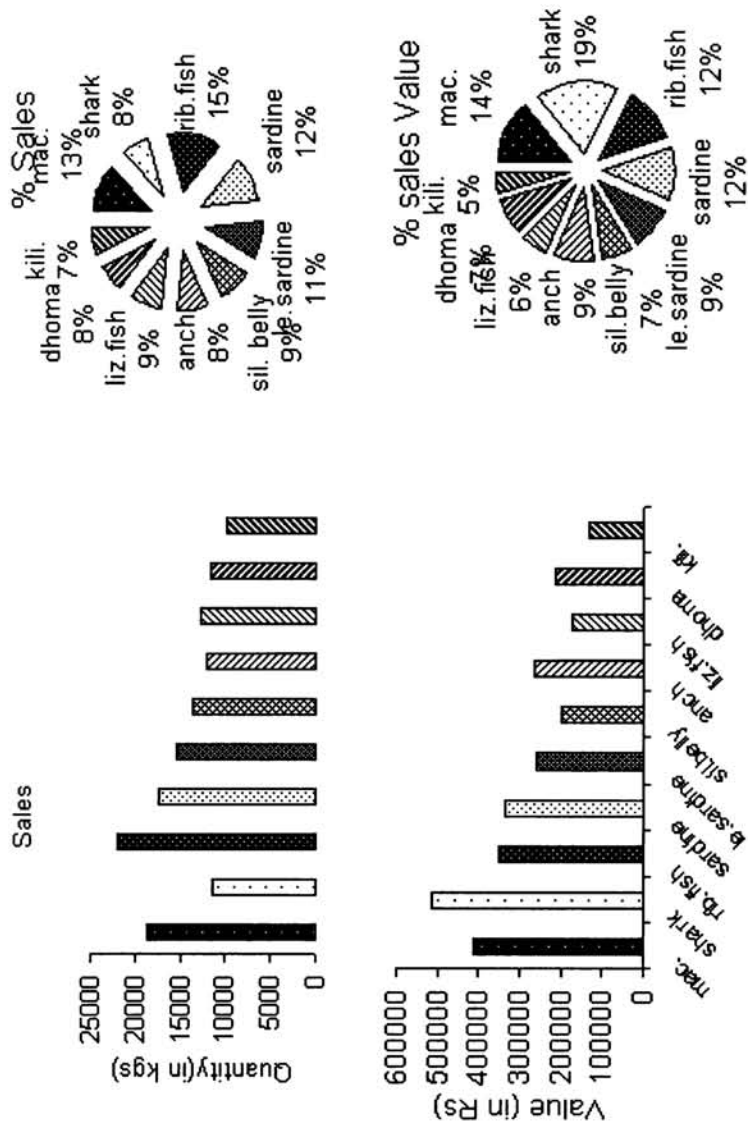 Sales
Quantity(in kgs)
25000
20000
15000
10000
5000
0
% Sales
mac.
13%
shark
8%
rib.fish
15%
sardine
12%
le.sardine
11%
sil. belly
9%
anch
8%
liz.fish
9%
dhoma
8%
kili.
7%
Value (in Rs)
600000
500000
400000
300000
200000
100000
0
mac.
shark
rib.fish
sardine
le.sardine
sil.belly
anch
liz.fish
dhoma
kili.
% sales Value
mac.
14%
shark
19%
rib.fish
12%
sardine
12%
le.sardine
9%
sil.belly
7%
anch
9%
liz.fish
6%
dhoma
7%
kili.
5%